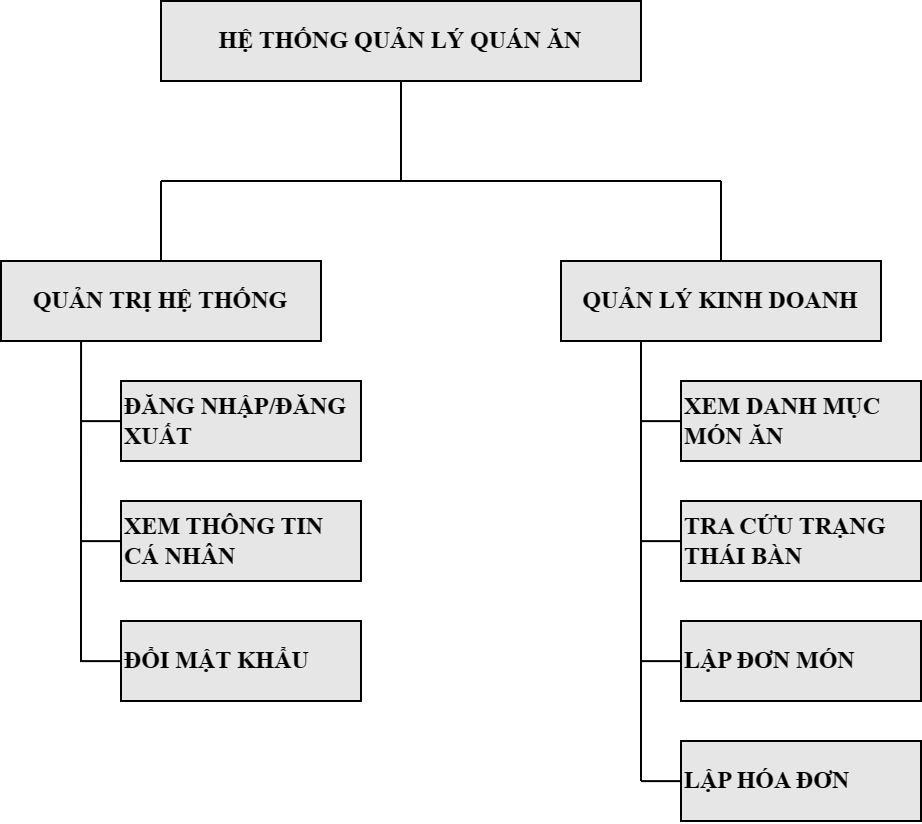 HỆ THỐNG QUẢN LÝ QUÁN ĂN
QUẢN TRỊ HỆ THỐNG
ĐĂNG NHẬP/ĐĂNG
XUẤT
XEM THÔNG TIN
CÁ NHÂN
ĐỔI MẬT KHẨU
QUẢN LÝ KINH DOANH
XEM DANH MỤC
MÓN ĂN
TRA CỨU TRẠNG
THÁI BÀN
LẬP ĐƠN MÓN
LẬP HÓA ĐƠN